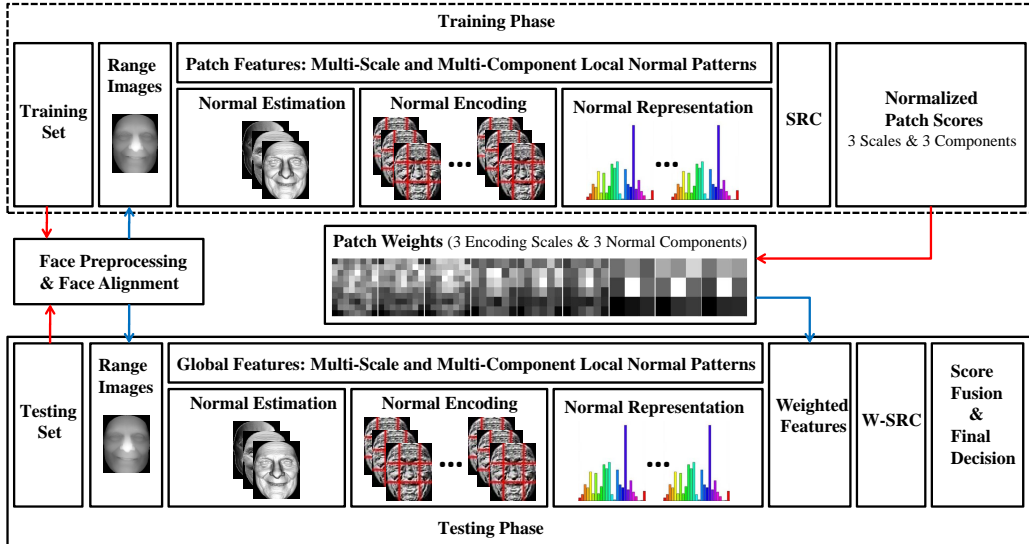 Training Phase
Training
Set
Range
Images
Patch Features: Multi-Scale and Multi-Component Local Normal Patterns
Normal Estimation
Normal Encoding
Normal Representation
SRC
Normalized
Patch Scores
3 Scales & 3 Components
Face Preprocessing
& Face Alignment
Patch Weights (3 Encoding Scales & 3 Normal Components)
Testing
Set
Range
Images
Global Features: Multi-Scale and Multi-Component Local Normal Patterns
Normal Estimation
Normal Encoding
Normal Representation
Weighted
Features
W-SRC
Score
Fusion
&
Final
Decision
Testing Phase